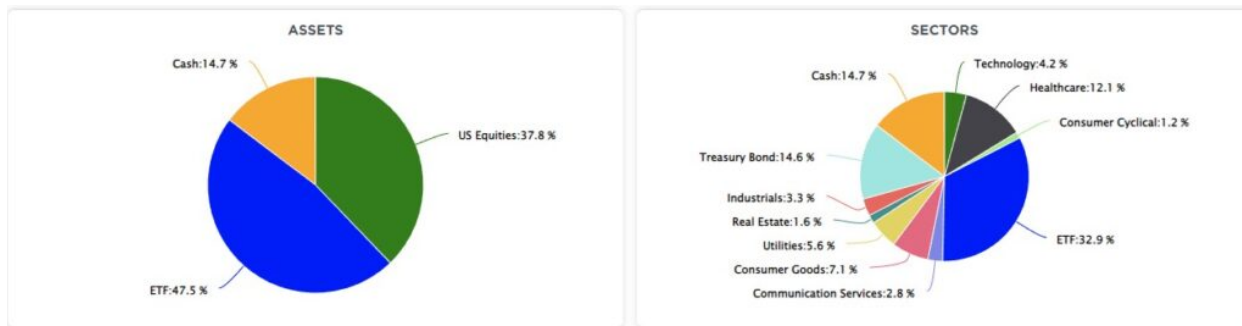 ASSETS
Cash:14.7 %
US Equities:37.8 %
ETF:47.5 %
SECTORS
Technology:4.2 %
Cash:14.7 %
Healthcare:12.1 %
Consumer Cyclical:1.2 %
Treasury Bond:14.6 %
Industrials:3.3 %
Real Estate:1.6 %
Utilities:5.6 %
ETF:32.9 %
Consumer Goods:7.1 %
Communication Services:2.8 %